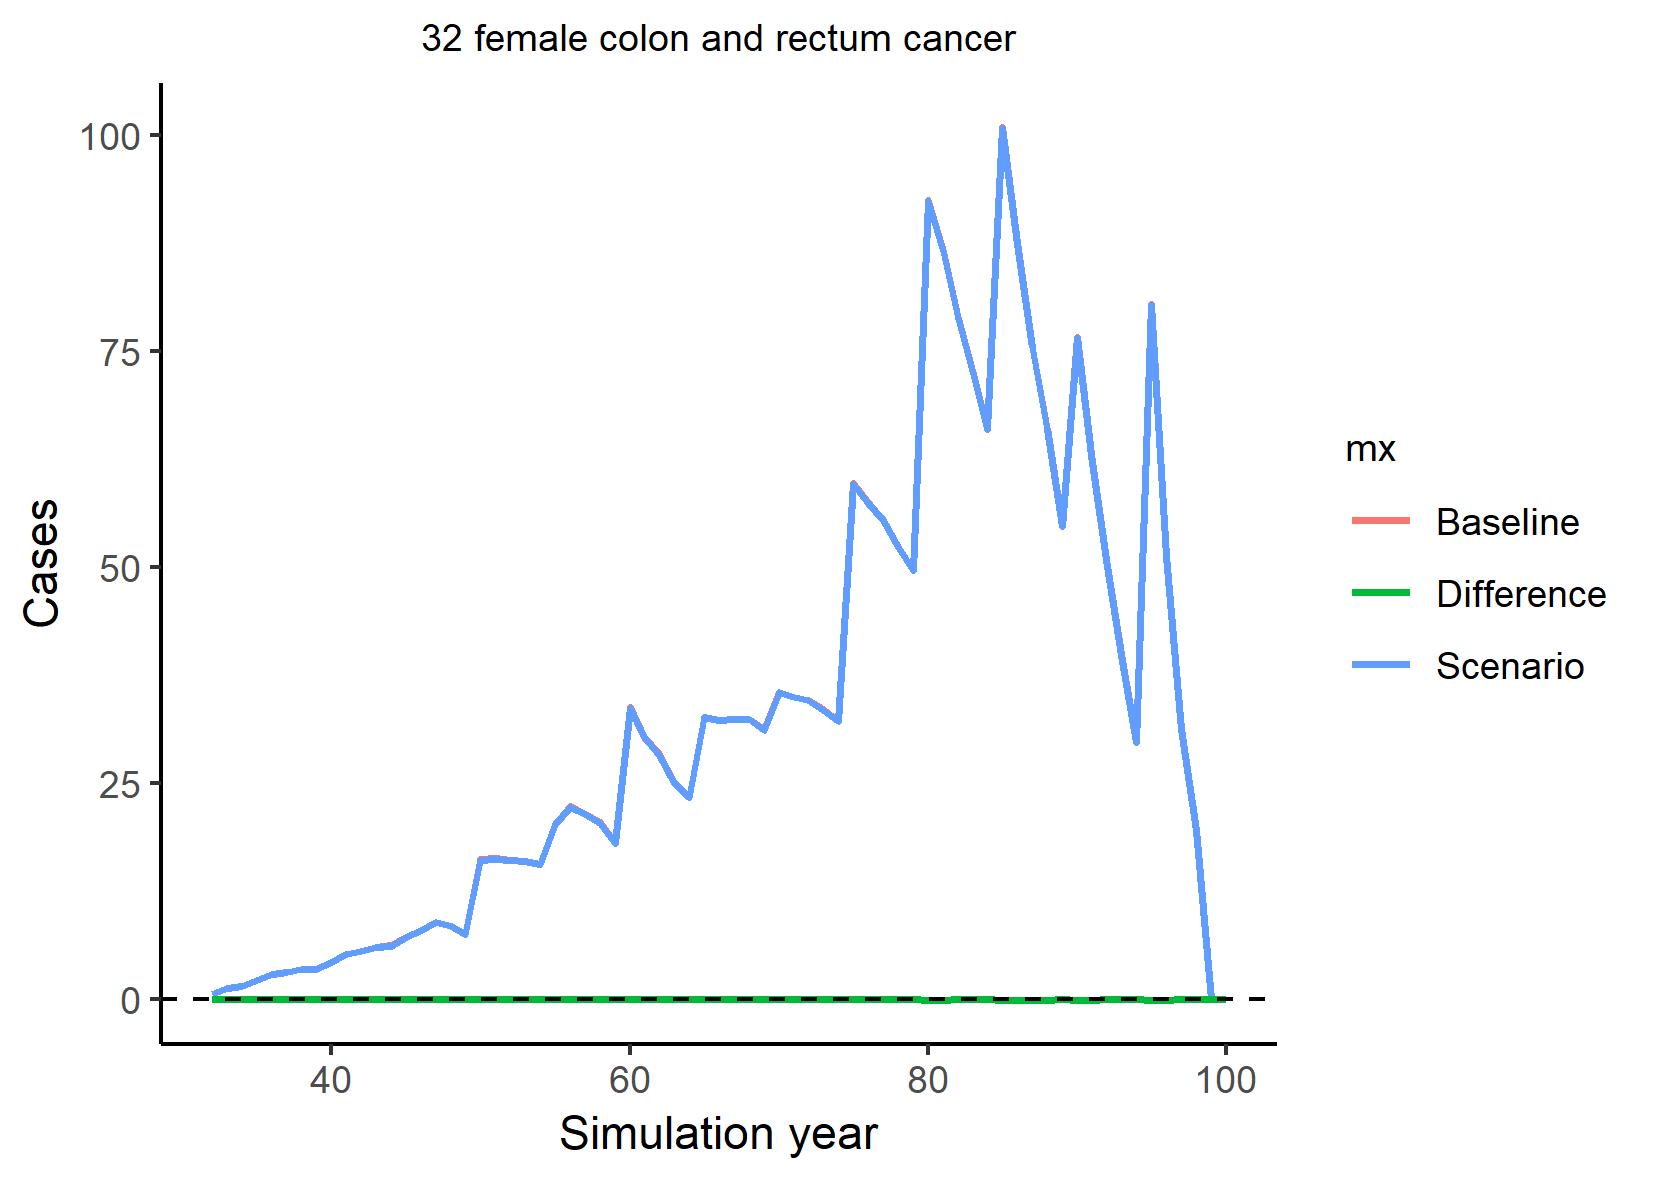 32 female colon and rectum cancer
100
75
50
25
0
Cases
40 60 80 100
Simulation year
mx
Baseline
Difference
Scenario